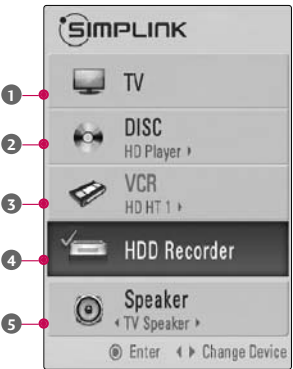 SIMPLINK
1 TV
2 DISC
HD Player
3 VCR
HD HT 1
4 HDD Recorder
5 Speaker
TV Speaker
Enter Change Device